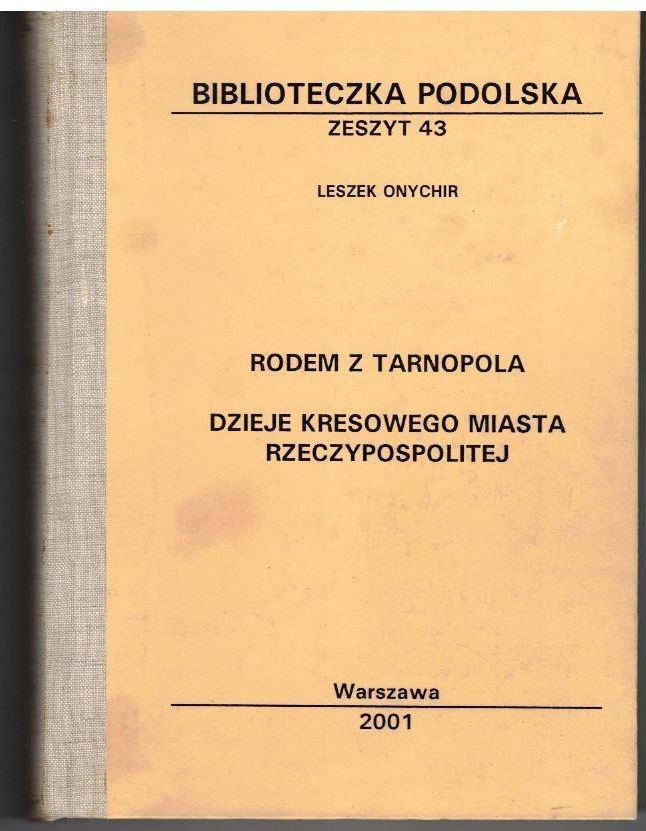 BIBLIOTECZKA PODOLSKA
ZESZYT 43
LESZEK ONYCHIR
RODEM Z TARNOPOLA
DZIEJE KRESOWEGO MIASTA
RZECZYPOSPOLITEJ
Warszawa
2001